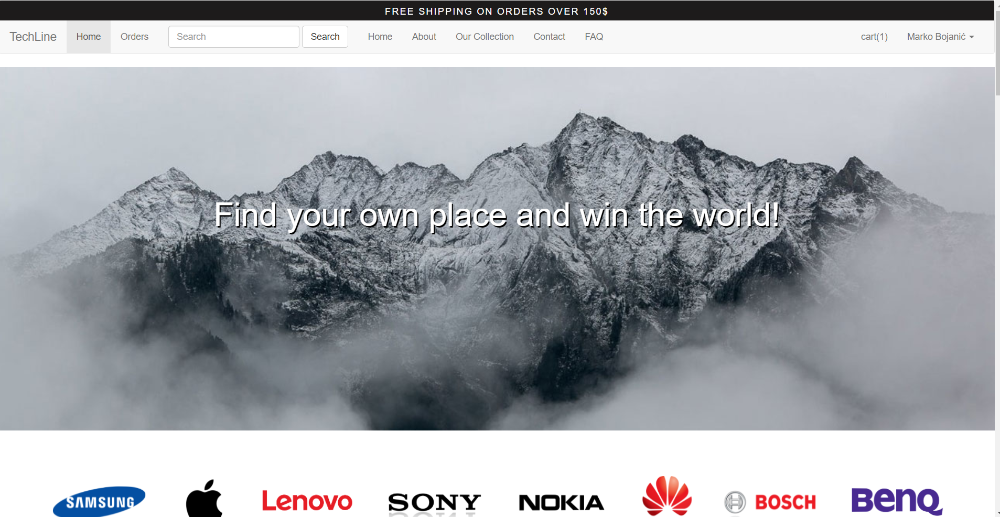 FREE SHIPPING ON ORDERS OVER 150$
TechLine Home Orders Search Search Home About Our Collection Contact FAQ cart(1) Marko Bojanić
Find your own place and win the world!
SAMSUNG Lenovo SONY NOKIA BOSCH BenQ